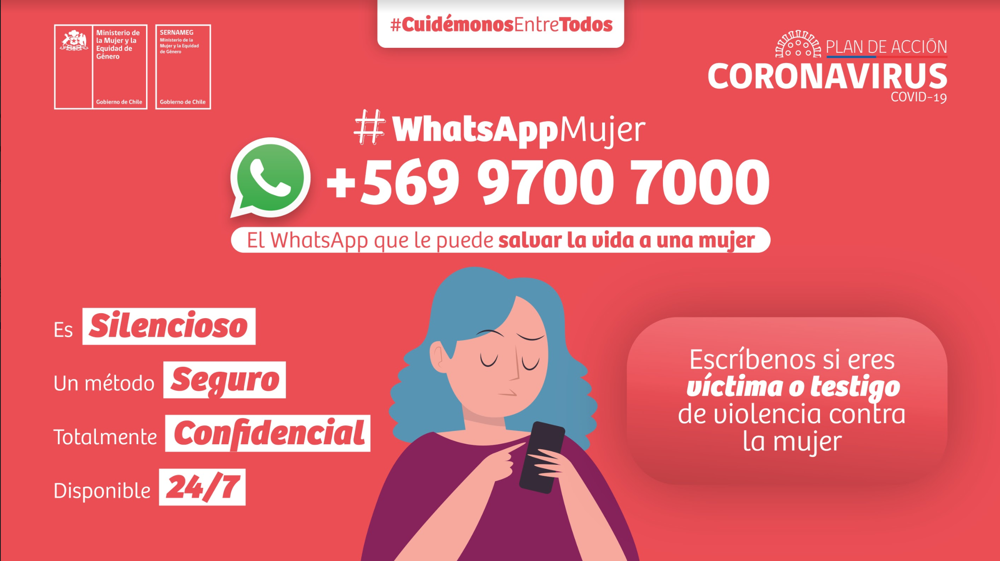 #CuidémonosEntreTodos
Ministerio de
la Mujer y la
Equidad de
Género
Gobierno de Chile
SERNAMEG
Ministerio de la
Mujer y la Equidad
de Género
Gobierno de Chile
PLAN DE ACCIÓN
CORONAVIRUS
COVID-19
#WhatsAppMujer
+569 9700 7000
El WhatsApp que le puede salvar la vida a una mujer
Es Silencioso
Un método Seguro
Totalmente Confidencial
Disponible 24/7
Escríbenos si eres
víctima o testigo
de violencia contra
la mujer